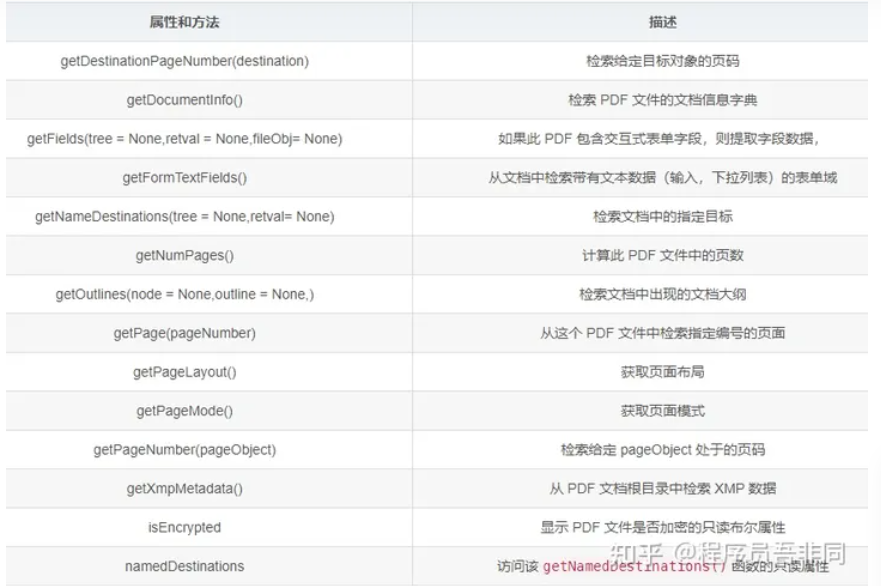 属性和方法 描述
getDestinationPageNumber(destination) 检索给定目标对象的页码
getDocumentInfo() 检索 PDF 文件的文档信息字典
getFields(tree = None,retval = None,fileObj= None) 如果此 PDF 包含交互式表单字段，则提取字段数据，
getFormTextFields() 从文档中检索带有文本数据（输入，下拉列表）的表单域
getNameDestinations(tree = None,retval= None) 检索文档中的指定目标
getNumPages() 计算此 PDF 文件中的页数
getOutlines(node = None,outline = None,) 检索文档中出现的文档大纲
getPage(pageNumber) 从这个 PDF 文件中检索指定编号的页面
getPageLayout() 获取页面布局
getPageMode() 获取页面模式
getPageNumber(pageObject) 检索给定 pageObject 处于的页码
getXmpMetadata() 从 PDF 文档根目录中检索 XMP 数据
isEncrypted 显示 PDF 文件是否加密的只读布尔属性
namedDestinations 访问该 getNamedDestinations() 函数的只读属性
知乎 @程序员吾非同